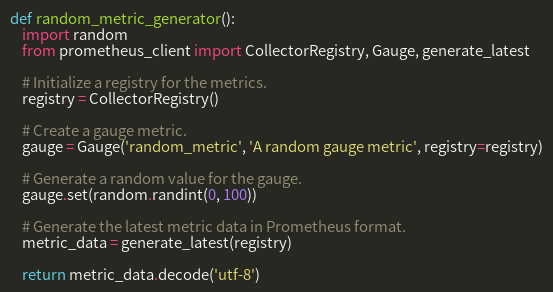 def random_metric_generator():
    import random
    from prometheus_client import CollectorRegistry, Gauge, generate_latest

    # Initialize a registry for the metrics.
    registry = CollectorRegistry()

    # Create a gauge metric.
    gauge = Gauge('random_metric', 'A random gauge metric', registry=registry)

    # Generate a random value for the gauge.
    gauge.set(random.randint(0, 100))

    # Generate the latest metric data in Prometheus format.
    metric_data = generate_latest(registry)

    return metric_data.decode('utf-8')